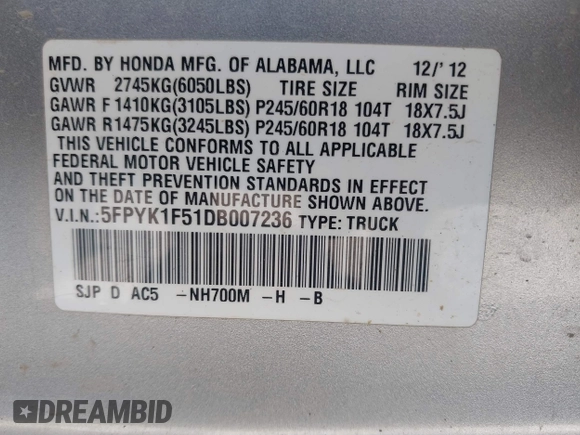 MFD. BY HONDA MFG. OF ALABAMA, LLC 12/'12
GVWR 2745KG(6050LBS) TIRE SIZE RIM SIZE
GAWR F 1410KG(3105LBS) P245/60R18 104T 18X7.5J
GAWR R1475KG(3245LBS) P245/60R18 104T 18X7.5J
THIS VEHICLE CONFORMS TO ALL APPLICABLE
FEDERAL MOTOR VEHICLE SAFETY
AND THEFT PREVENTION STANDARDS IN EFFECT
ON THE DATE OF MANUFACTURE SHOWN ABOVE.
V.I.N.:5FPYK1F51DB007236 TYPE: TRUCK
SJP D AC5 -NH700M -H -B
DREAMBID